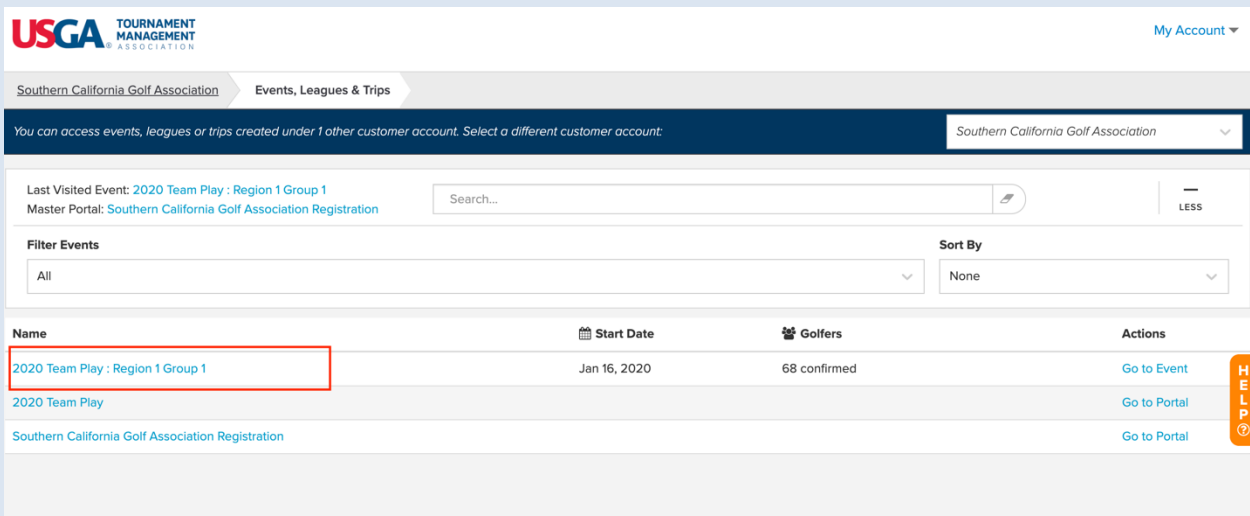 USGA® TOURNAMENT
MANAGEMENT
ASSOCIATION
My Account
Southern California Golf Association
Events, Leagues & Trips
You can access events, leagues or trips created under 1 other customer account. Select a different customer account:
Southern California Golf Association
Last Visited Event: 2020 Team Play : Region 1 Group 1
Master Portal: Southern California Golf Association Registration
Search...
LESS
Filter Events
Sort By
All
None
Name
Start Date
Golfers
Actions
2020 Team Play : Region 1 Group 1
Jan 16, 2020
68 confirmed
Go to Event
2020 Team Play
Go to Portal
Southern California Golf Association Registration
Go to Portal
HELP?